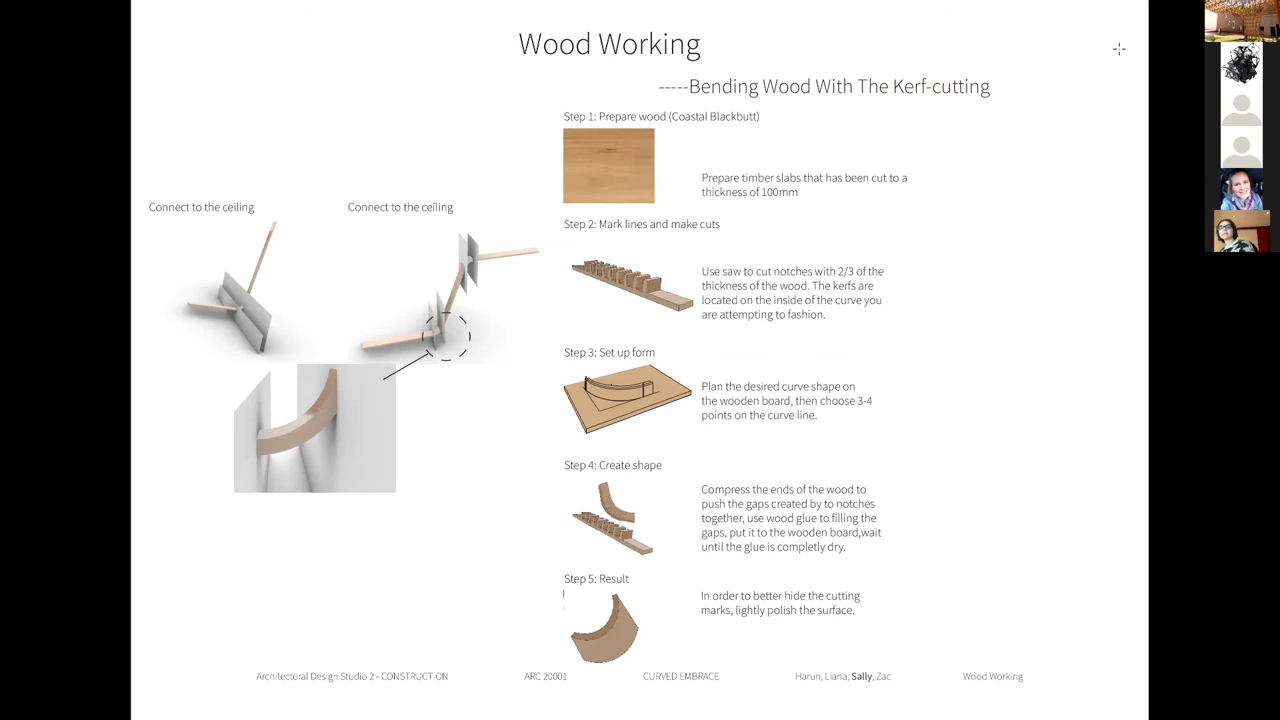 Wood Working
-----Bending Wood With The Kerf-cutting
Connect to the ceiling
Connect to the ceiling
Step 1: Prepare wood (Coastal Blackbutt)
Prepare timber slabs that has been cut to a
thickness of 100mm
Step 2: Mark lines and make cuts
Use saw to cut notches with 2/3 of the
thickness of the wood. The kerfs are
located on the inside of the curve you
are attempting to fashion.
Step 3: Set up form
Plan the desired curve shape on
the wooden board, then choose 3-4
points on the curve line.
Step 4: Create shape
Compress the ends of the wood to
push the gaps created by to notches
together, use wood glue to filling the
gaps, put it to the wooden board,wait
until the glue is completly dry.
Step 5: Result
In order to better hide the cutting
marks, lightly polish the surface.
Architectural Design Studio 2 - CONSTRUCTION ARC 20001 CURVED EMBRACE Harun, Liana, Sally, Zac Wood Working